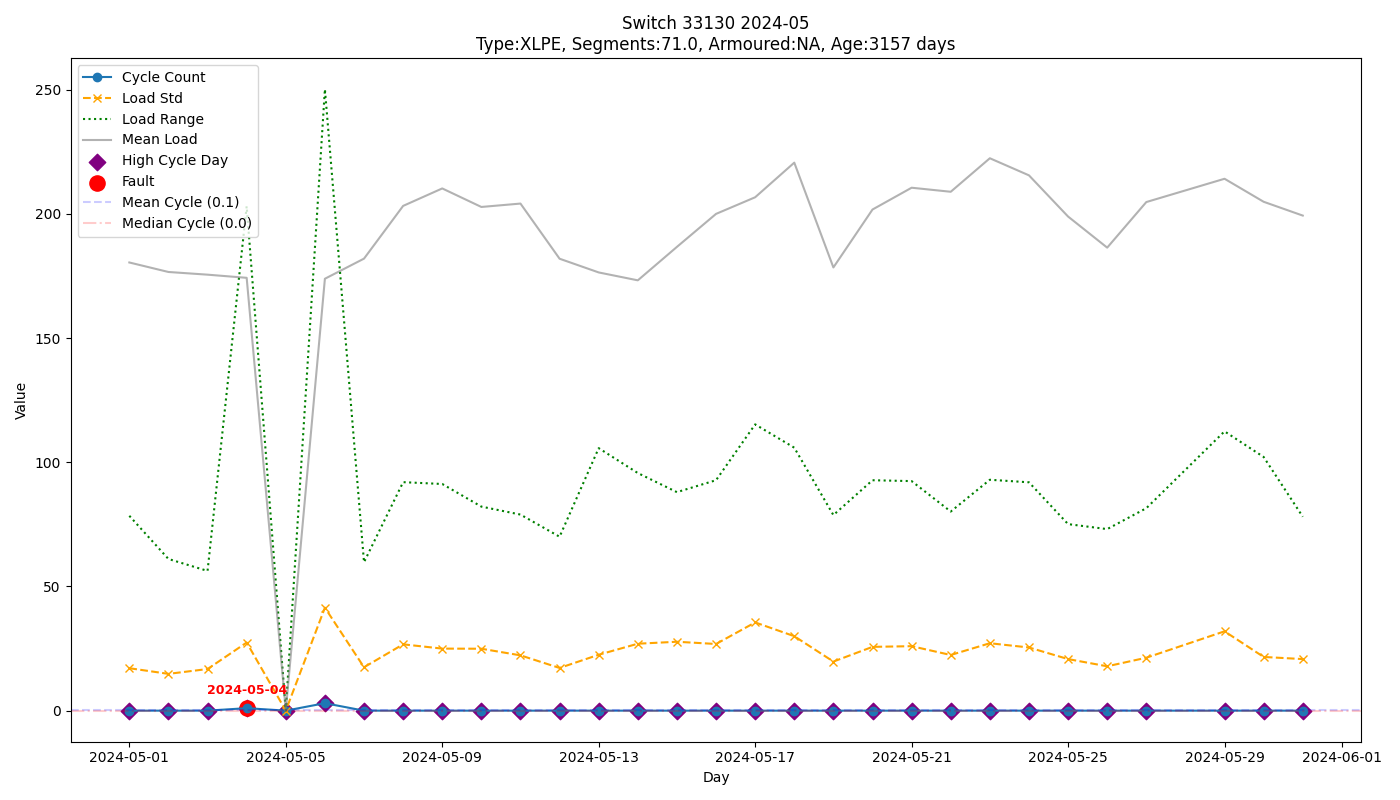 Switch 33130 2024-05
Type:XLPE, Segments:71.0, Armoured:NA, Age:3157 days
Cycle Count
Load Std
Load Range
Mean Load
High Cycle Day
Fault
Mean Cycle (0.1)
Median Cycle (0.0)
Value
250
200
150
100
50
0
2024-05-04
2024-05-01
2024-05-05
2024-05-09
2024-05-13
2024-05-17
2024-05-21
2024-05-25
2024-05-29
2024-06-01
Day